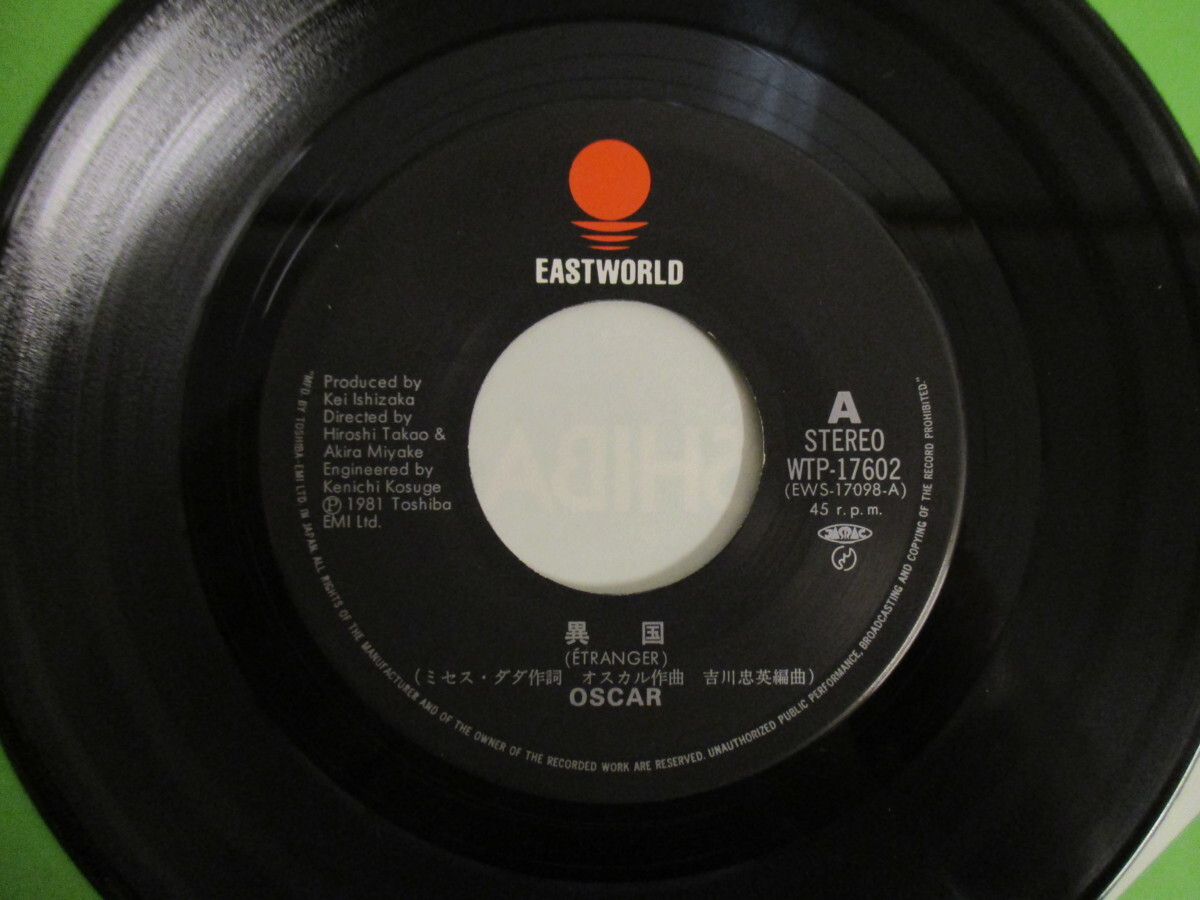 EASTWORLD
Produced by
Kei Ishizaka
Directed by
Hiroshi Takao &
Akira Miyake
Engineered by
Kenichi Kosuge
Ⓟ 1981 Toshiba
EMI Ltd.
A
STEREO
WTP-17602
(EWS-17098-A)
45 r.p.m.
JASRAC
SHIBA
異国
(ÉTRANGER)
(ミセス・ダダ作詞 オスカル作曲 吉川忠英編曲)
OSCAR
"M'F'D. BY TOSHIBA-EMI LTD. IN JAPAN. ALL RIGHTS OF THE MANUFACTURER AND OF THE OWNER OF THE RECORDED WORK ARE RESERVED. UNAUTHORIZED PUBLIC PERFORMANCE, BROADCASTING AND COPYING OF THE RECORD PROHIBITED."